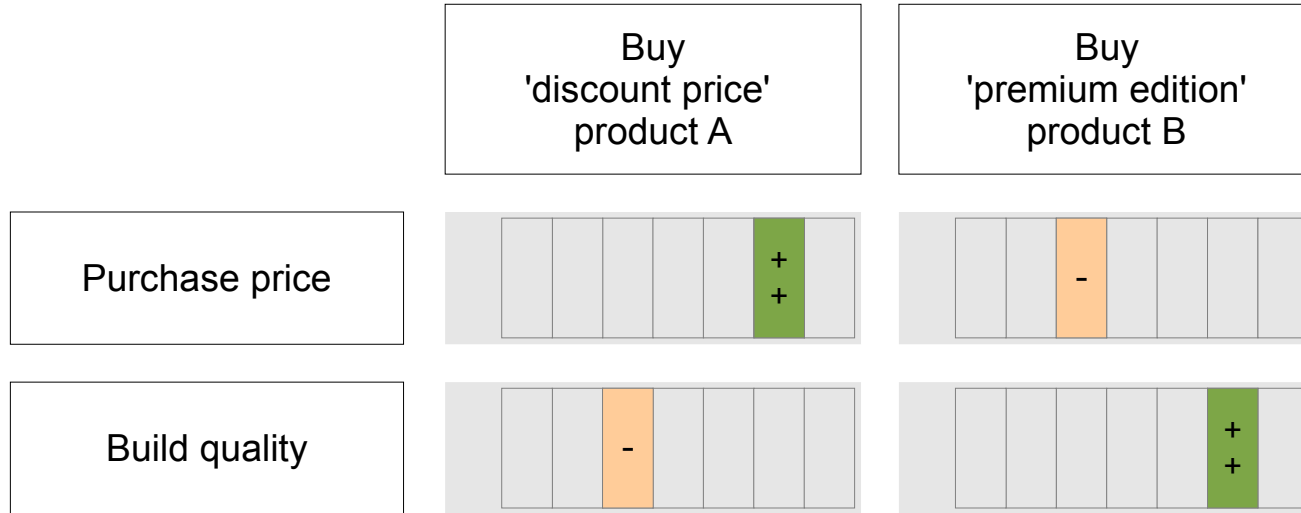 Buy
'discount price'
product A
Buy
'premium edition'
product B
Purchase price
+
+
-
Build quality
-
+
+